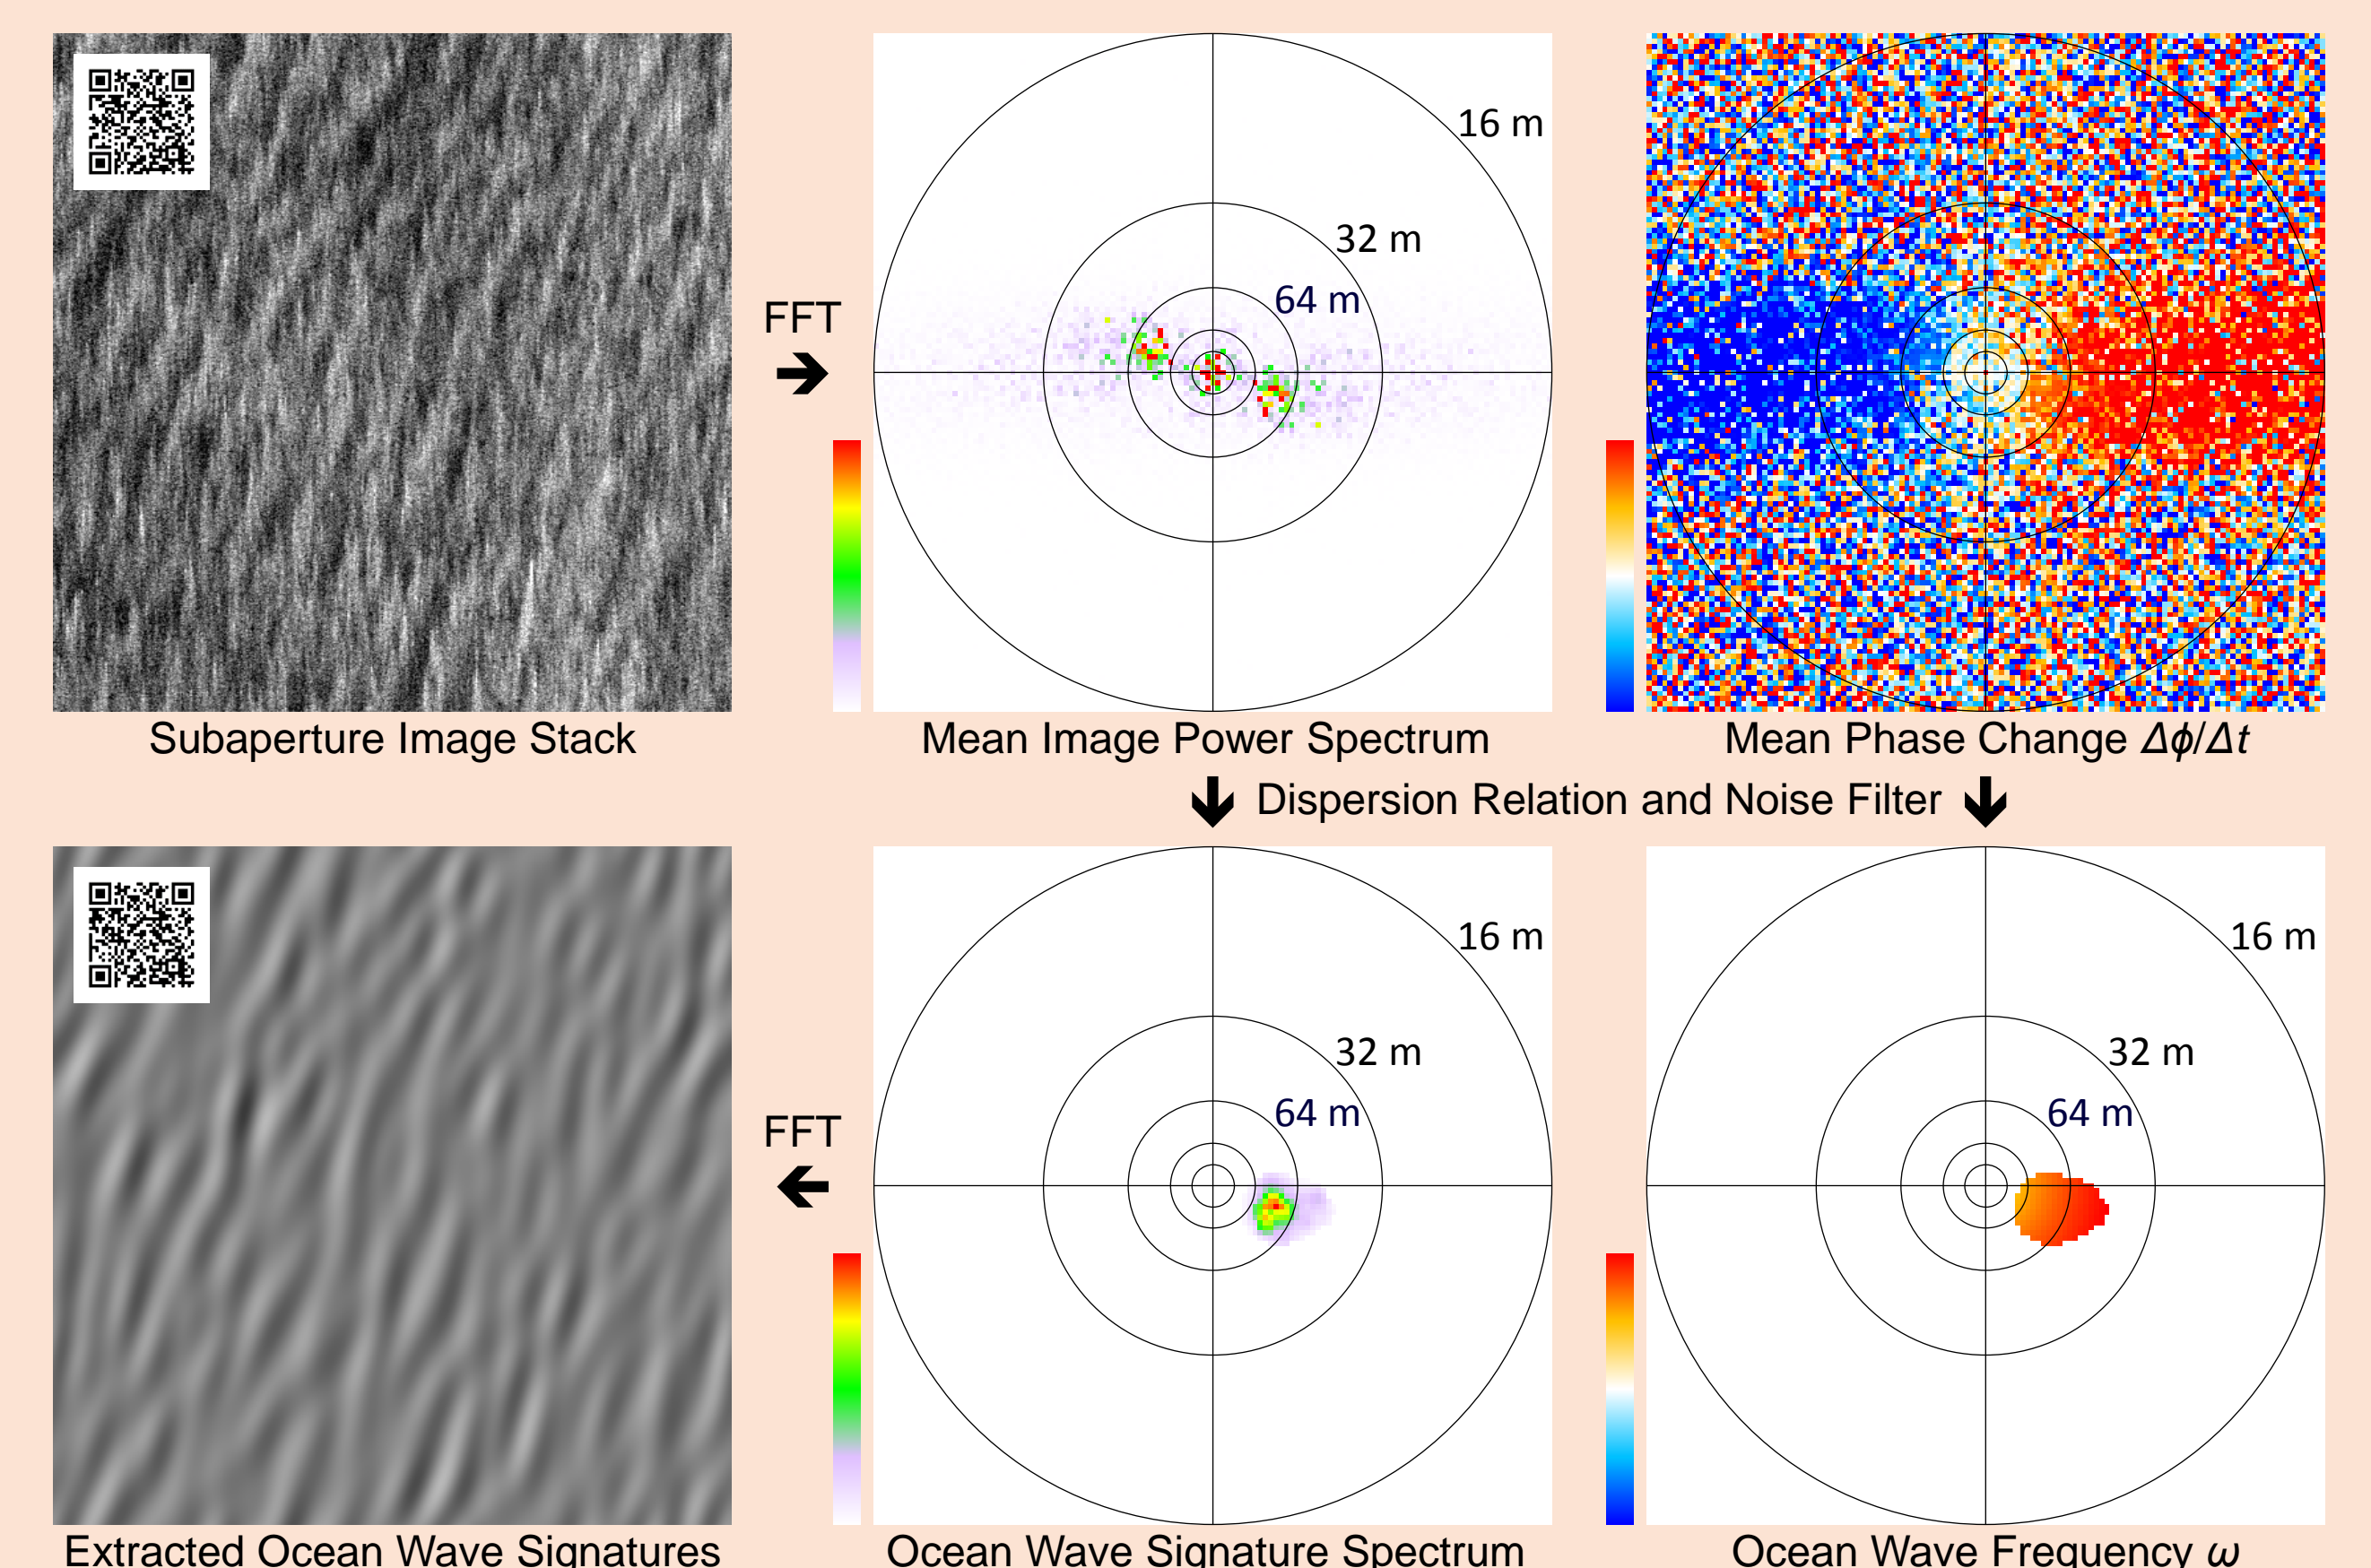 16 m
32 m
64 m
FFT
Subaperture Image Stack
Mean Image Power Spectrum
Mean Phase Change Δϕ/Δt
Dispersion Relation and Noise Filter
16 m
32 m
64 m
16 m
32 m
64 m
FFT
Extracted Ocean Wave Signatures
Ocean Wave Signature Spectrum
Ocean Wave Frequency ω